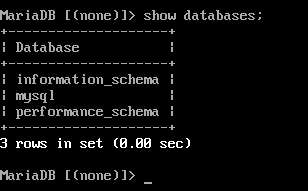 MariaDB [(none)]> show databases;
+--------------------+
| Database           |
+--------------------+
| information_schema |
| mysql              |
| performance_schema |
+--------------------+
3 rows in set (0.00 sec)
MariaDB [(none)]> _